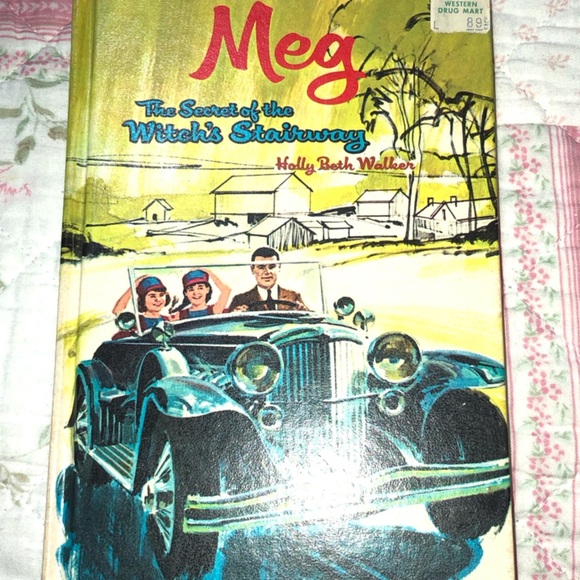 WESTERN
DRUG MART
89¢
Meg
The Secret of the
Witch's Stairway
Holly Beth Walker